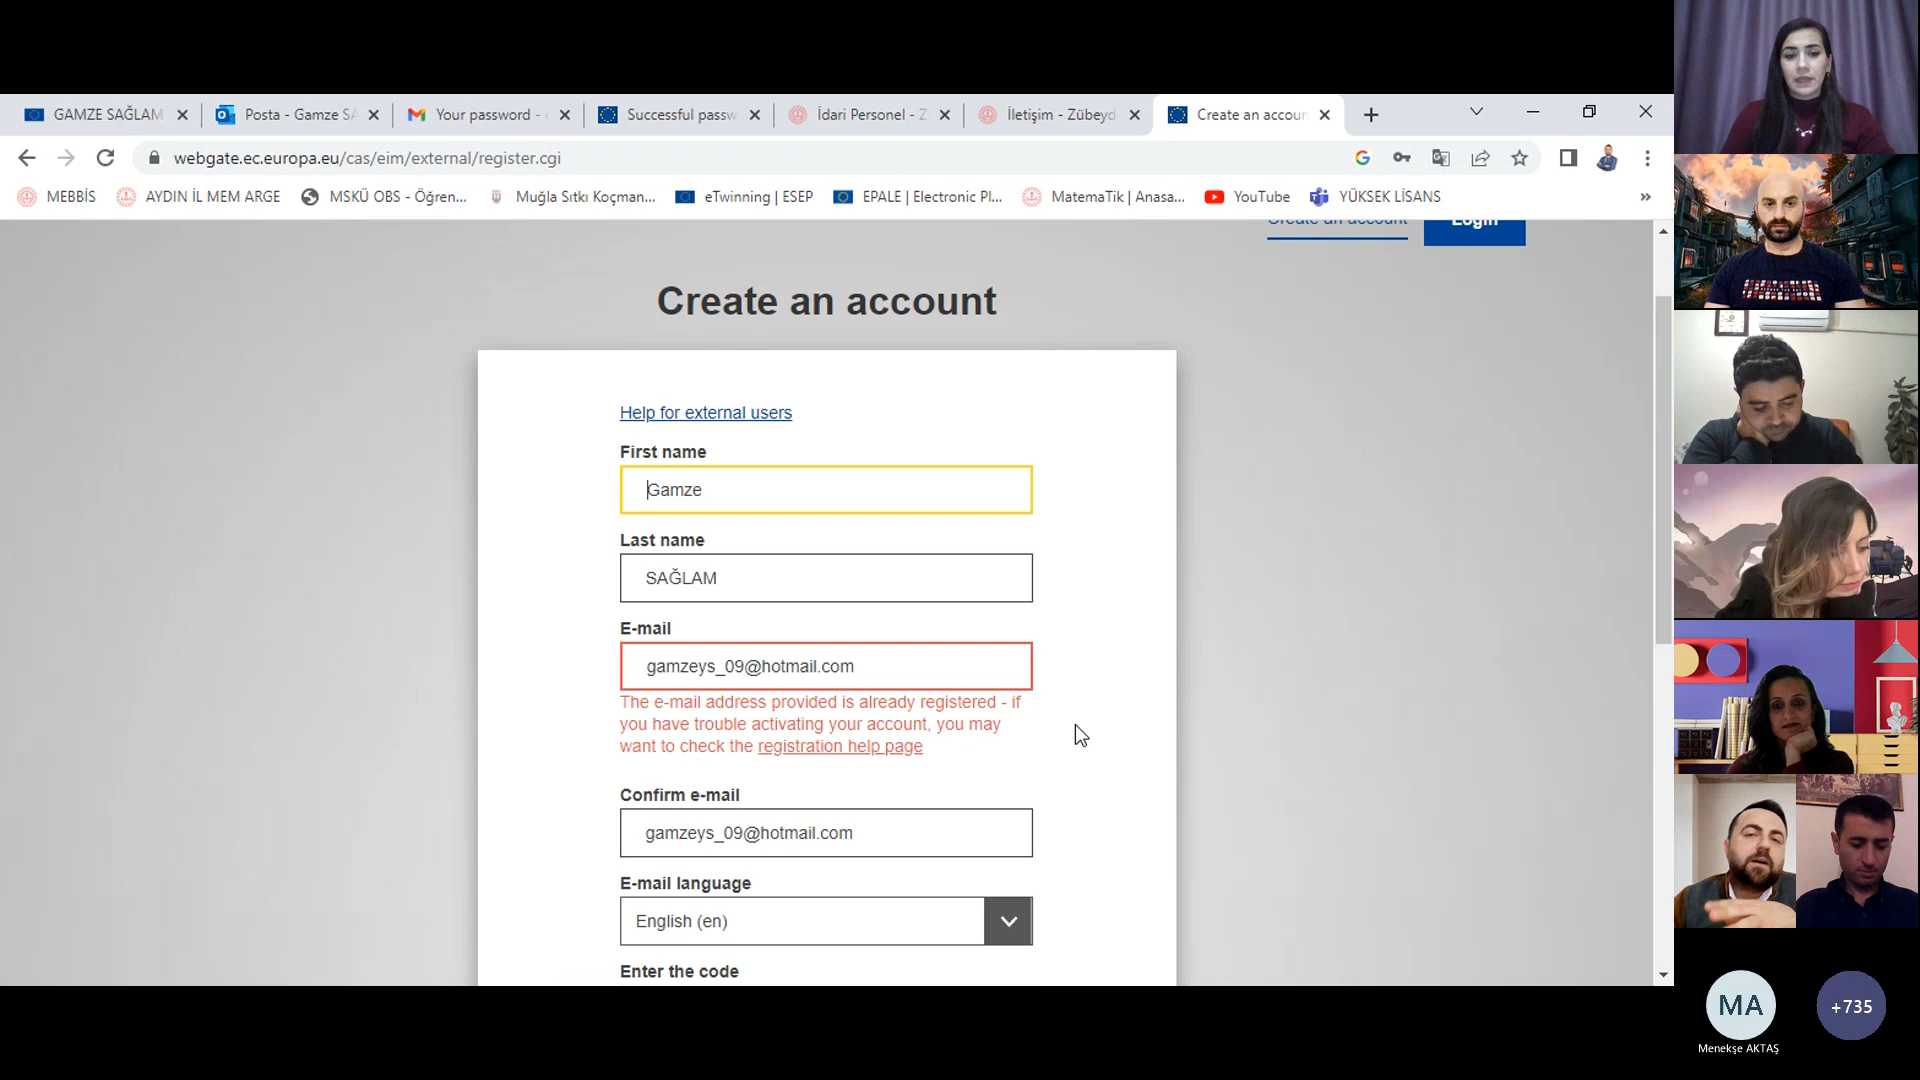 GAMZE SAĞLAM
Posta - Gamze SA
Your password -
Successful passw
İdari Personel - Z
İletişim - Zübeyd
Create an accoun
webgate.ec.europa.eu/cas/eim/external/register.cgi
MEBBİS
AYDIN İL MEM ARGE
MSKÜ OBS - Öğren...
Muğla Sıtkı Koçman...
eTwinning | ESEP
EPALE | Electronic Pl...
MatemaTik | Anasa...
YouTube
YÜKSEK LİSANS
»
Create an account
Login
Create an account
Help for external users
First name
Gamze
Last name
SAĞLAM
E-mail
gamzeys_09@hotmail.com
The e-mail address provided is already registered - if
you have trouble activating your account, you may
want to check the registration help page
Confirm e-mail
gamzeys_09@hotmail.com
E-mail language
English (en)
Enter the code
MA
+735
Menekşe AKTAŞ